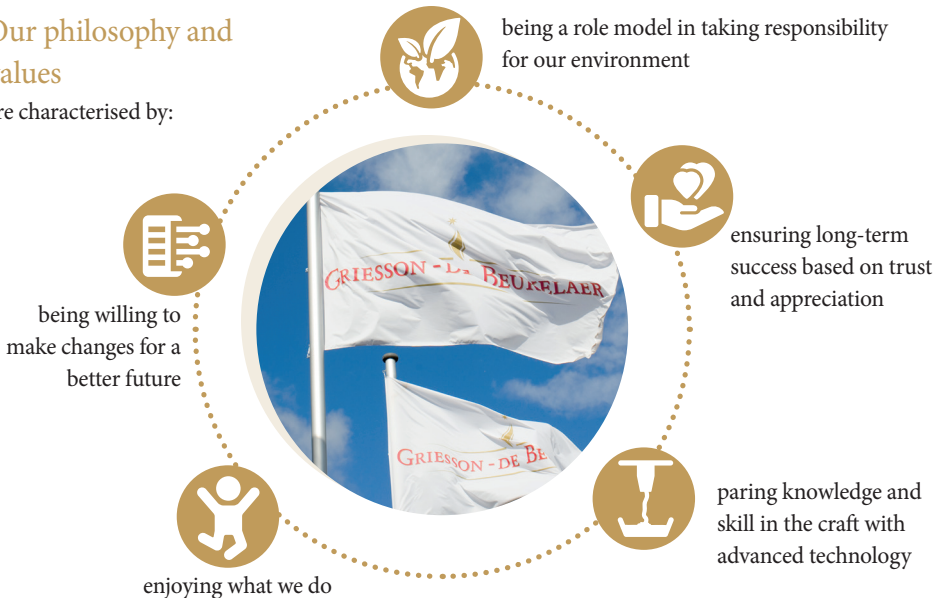 Our philosophy and
alues
re characterised by:
being a role model in taking responsibility
for our environment
ensuring long-term
success based on trust
and appreciation
paring knowledge and
skill in the craft with
advanced technology
enjoying what we do
being willing to
make changes for a
better future
GRIESSON - DE BEUKELAER
GRIESSON - DE BE